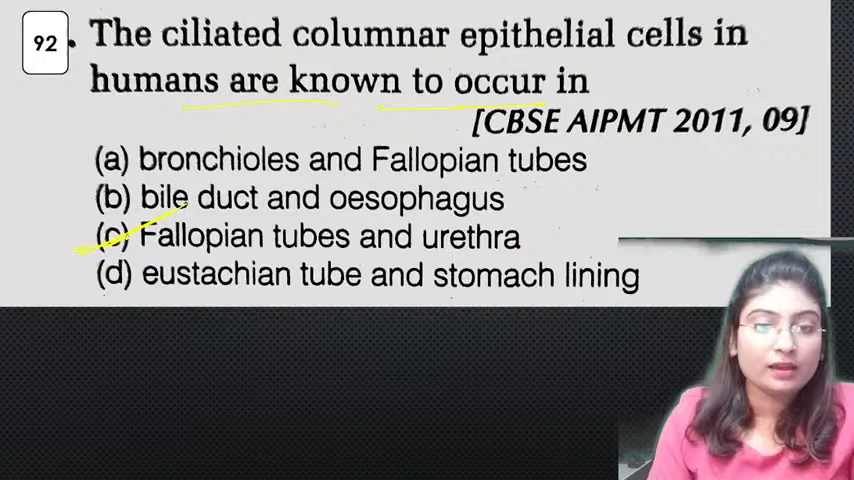 92 . The ciliated columnar epithelial cells in
humans are known to occur in
[CBSE AIPMT 2011, 09]
(a) bronchioles and Fallopian tubes
(b) bile duct and oesophagus
(c) Fallopian tubes and urethra
(d) eustachian tube and stomach lining